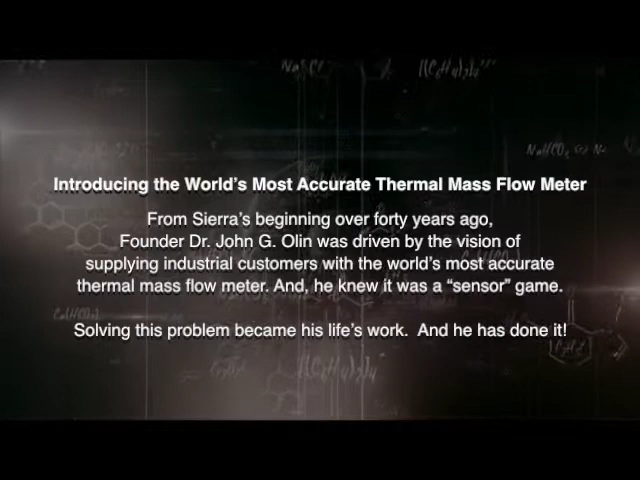 Introducing the World's Most Accurate Thermal Mass Flow Meter
From Sierra's beginning over forty years ago,
Founder Dr. John G. Olin was driven by the vision of
supplying industrial customers with the world's most accurate
thermal mass flow meter. And, he knew it was a “sensor” game.
Solving this problem became his life's work.  And he has done it!